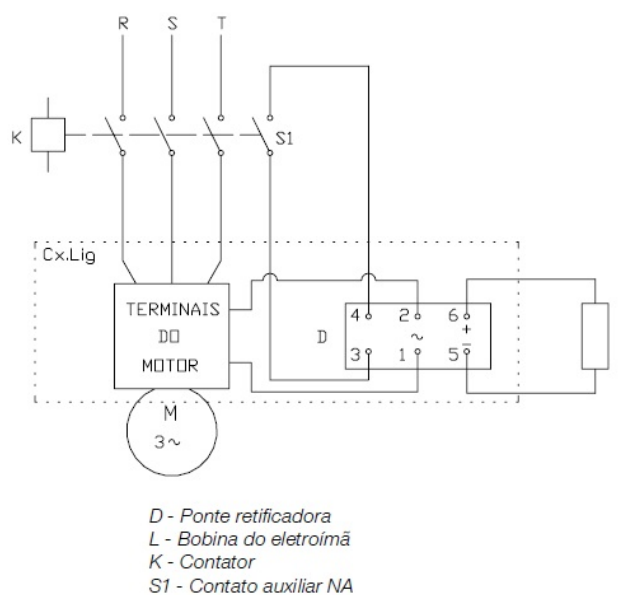 R S T
K
S1
Cx.Lig
TERMINAIS
DO
MOTOR
D
4 2 6
+
~
-
3 1 5
M
3~
D - Ponte retificadora
L - Bobina do eletroímã
K - Contator
S1 - Contato auxiliar NA